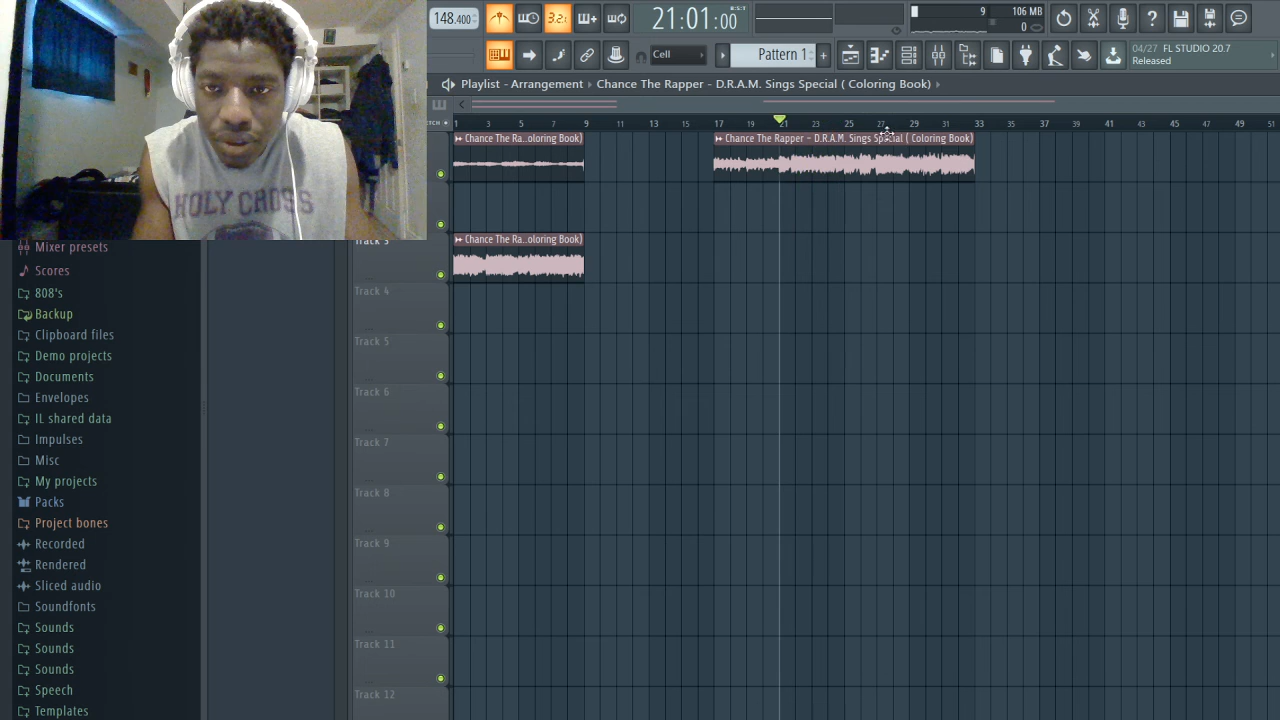 148.400
3.2:
21:01:00
B:S:T
9
106 MB
0
Cell
Pattern 1
04/27 FL STUDIO 20.7
Released
Playlist - Arrangement
Chance The Rapper - D.R.A.M. Sings Special ( Coloring Book)
1 3 5 7 9 11 13 15 17 19 21 23 25 27 29 31 33 35 37 39 41 43 45 47 49 51
Chance The Ra..oloring Book)
Chance The Rapper - D.R.A.M. Sings Special ( Coloring Book)
HOLY CROSS
Chance The Ra..oloring Book)
Track 3
Track 4
Track 5
Track 6
Track 7
Track 8
Track 9
Track 10
Track 11
Track 12
Mixer presets
Scores
808's
Backup
Clipboard files
Demo projects
Documents
Envelopes
IL shared data
Impulses
Misc
My projects
Packs
Project bones
Recorded
Rendered
Sliced audio
Soundfonts
Sounds
Sounds
Sounds
Speech
Templates